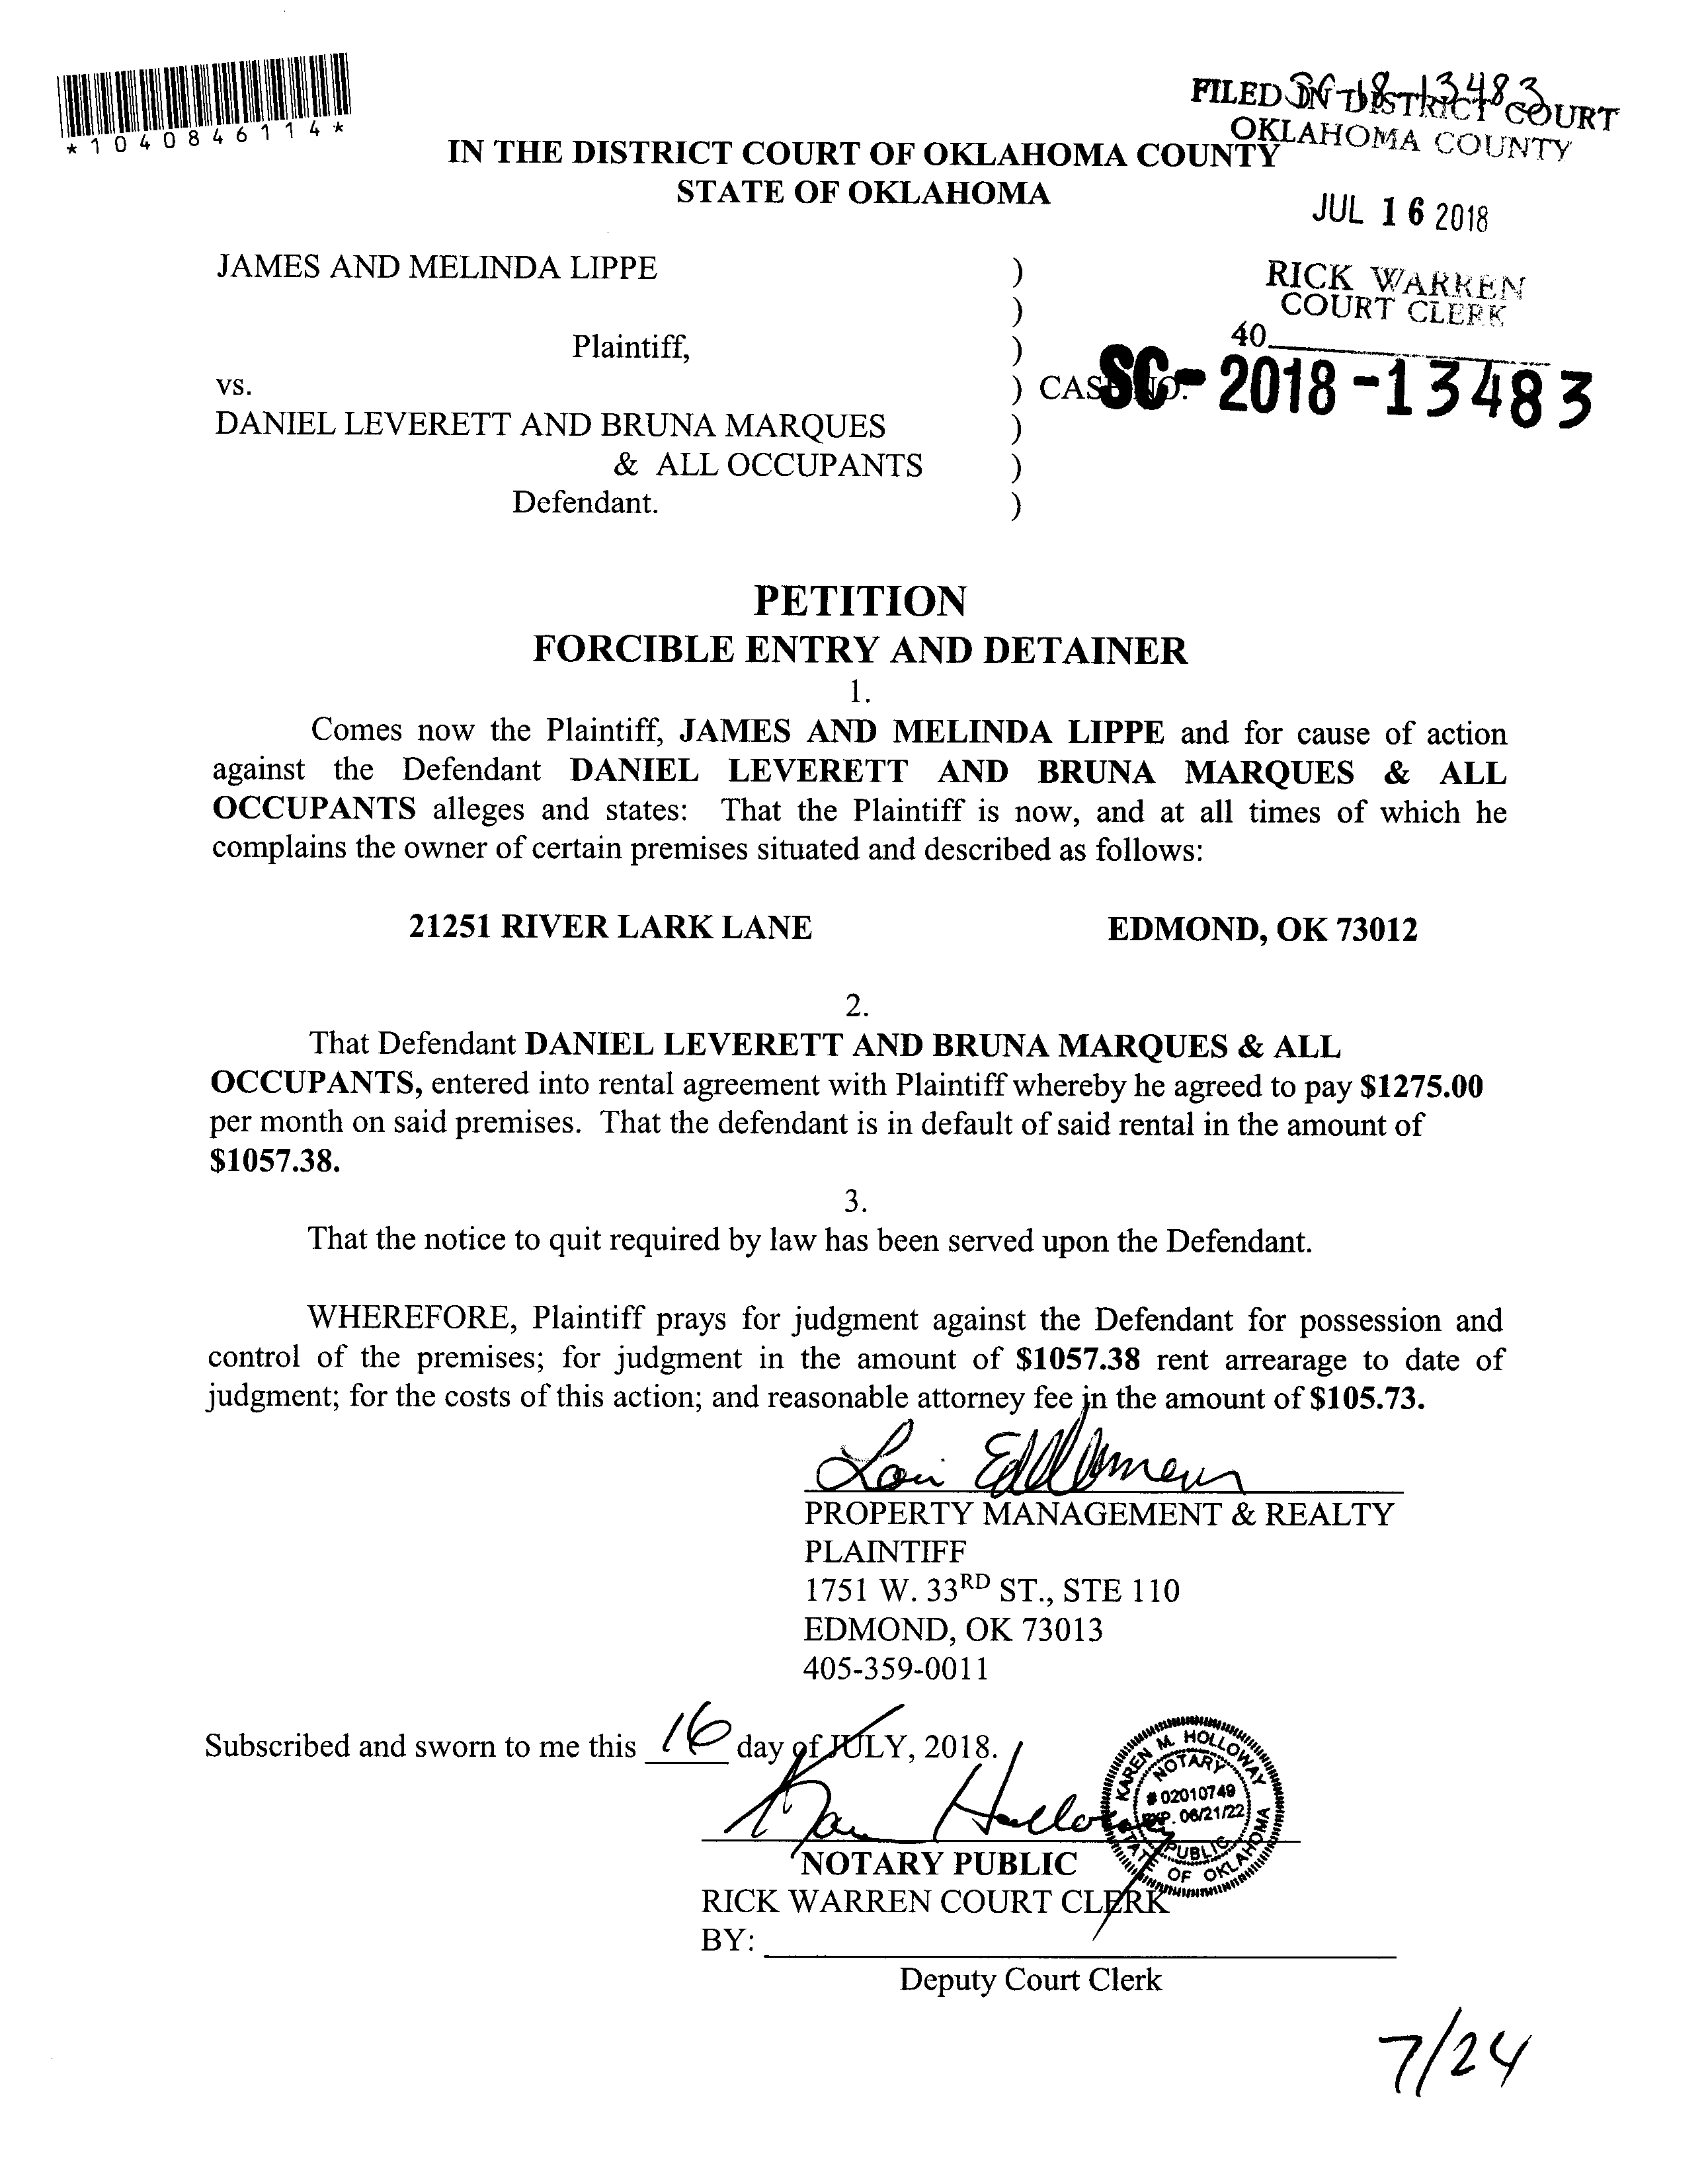 *1040846114*
SC-18-13483
FILED IN DISTRICT COURT
OKLAHOMA COUNTY
IN THE DISTRICT COURT OF OKLAHOMA COUNTY
STATE OF OKLAHOMA
JUL 16 2018
JAMES AND MELINDA LIPPE )
)
RICK WARREN
COURT CLERK
40
Plaintiff, )
vs. ) CASE NO. SC-2018-13483
DANIEL LEVERETT AND BRUNA MARQUES )
& ALL OCCUPANTS )
Defendant. )
PETITION
FORCIBLE ENTRY AND DETAINER
1.
Comes now the Plaintiff, JAMES AND MELINDA LIPPE and for cause of action
against the Defendant DANIEL LEVERETT AND BRUNA MARQUES & ALL
OCCUPANTS alleges and states: That the Plaintiff is now, and at all times of which he
complains the owner of certain premises situated and described as follows:
21251 RIVER LARK LANE EDMOND, OK 73012
2.
That Defendant DANIEL LEVERETT AND BRUNA MARQUES & ALL
OCCUPANTS, entered into rental agreement with Plaintiff whereby he agreed to pay $1275.00
per month on said premises. That the defendant is in default of said rental in the amount of
$1057.38.
3.
That the notice to quit required by law has been served upon the Defendant.
WHEREFORE, Plaintiff prays for judgment against the Defendant for possession and
control of the premises; for judgment in the amount of $1057.38 rent arrearage to date of
judgment; for the costs of this action; and reasonable attorney fee in the amount of $105.73.
Lori
PROPERTY MANAGEMENT & REALTY
PLAINTIFF
1751 W. 33RD ST., STE 110
EDMOND, OK 73013
405-359-0011
Subscribed and sworn to me this 16 day of JULY, 2018.
KAREN M. HOLLOWAY
NOTARY
# 02010749
EXP. 06/21/22
PUBLIC
STATE OF OKLAHOMA
NOTARY PUBLIC
RICK WARREN COURT CLERK
BY:
Deputy Court Clerk
7/24